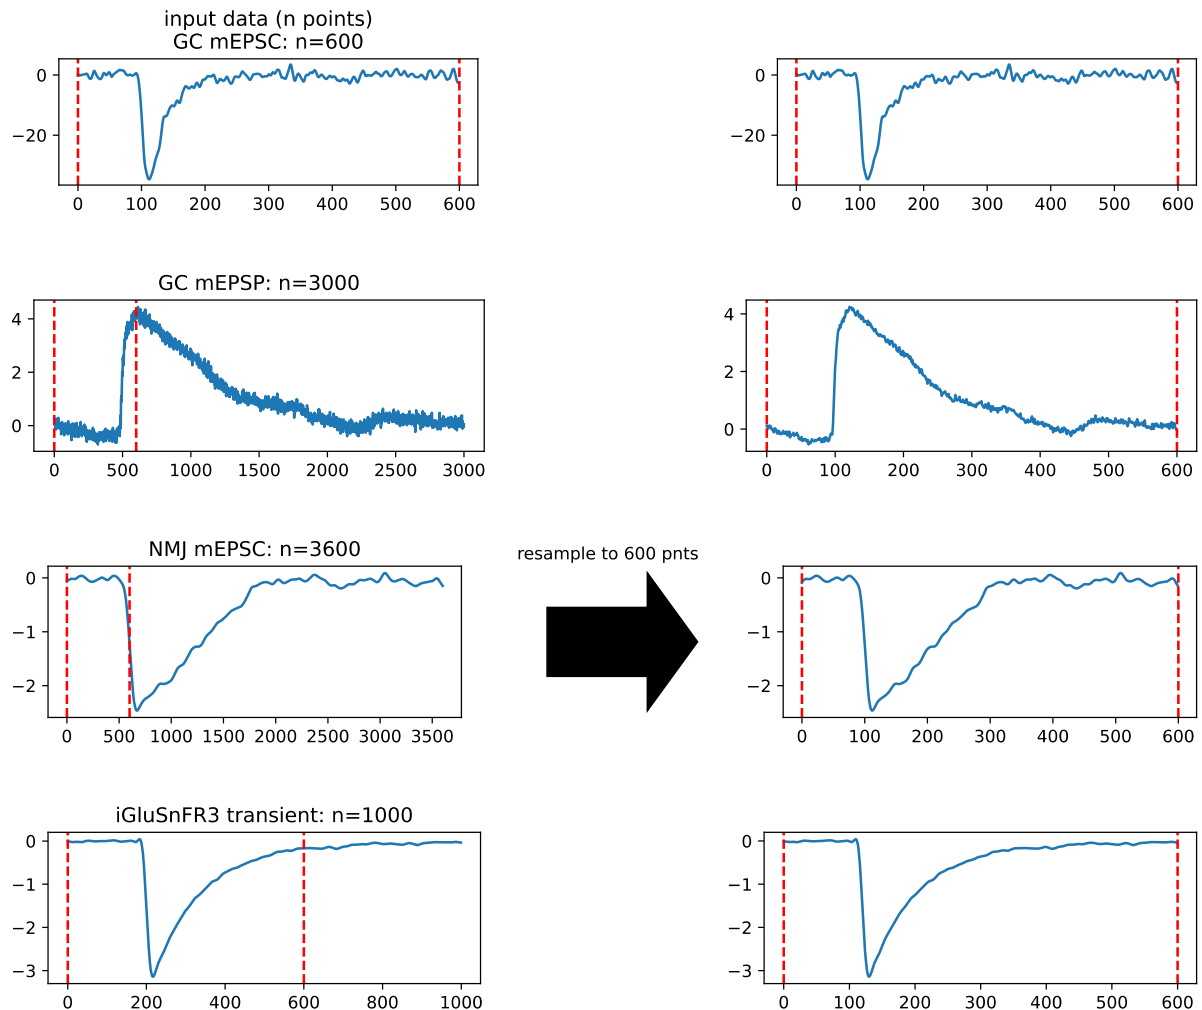 input data (n points)
GC mEPSC: n=600
0
−20
0 100 200 300 400 500 600
0
−20
0 100 200 300 400 500 600
GC mEPSP: n=3000
4
2
0
0 500 1000 1500 2000 2500 3000
4
2
0
0 100 200 300 400 500 600
NMJ mEPSC: n=3600
0
−1
−2
0 500 1000 1500 2000 2500 3000 3500
resample to 600 pnts
0
−1
−2
0 100 200 300 400 500 600
iGluSnFR3 transient: n=1000
0
−1
−2
−3
0 200 400 600 800 1000
0
−1
−2
−3
0 100 200 300 400 500 600